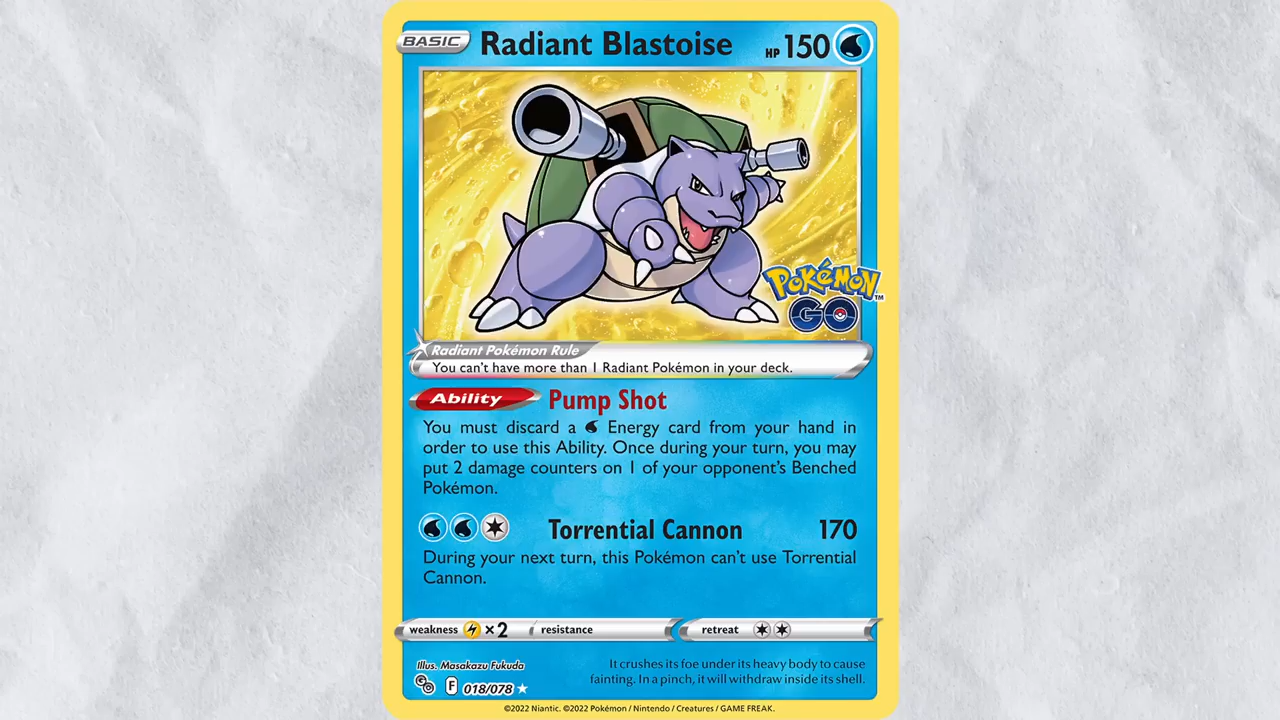 BASIC Radiant Blastoise HP 150
POKéMON™
GO
Radiant Pokémon Rule
You can't have more than 1 Radiant Pokémon in your deck.
Ability Pump Shot
You must discard a Energy card from your hand in
order to use this Ability. Once during your turn, you may
put 2 damage counters on 1 of your opponent's Benched
Pokémon.
Torrential Cannon 170
During your next turn, this Pokémon can't use Torrential
Cannon.
weakness ×2 resistance retreat
Illus. Masakazu Fukuda
It crushes its foe under its heavy body to cause
fainting. In a pinch, it will withdraw inside its shell.
GO F 018/078
©2022 Niantic. ©2022 Pokémon / Nintendo / Creatures / GAME FREAK.